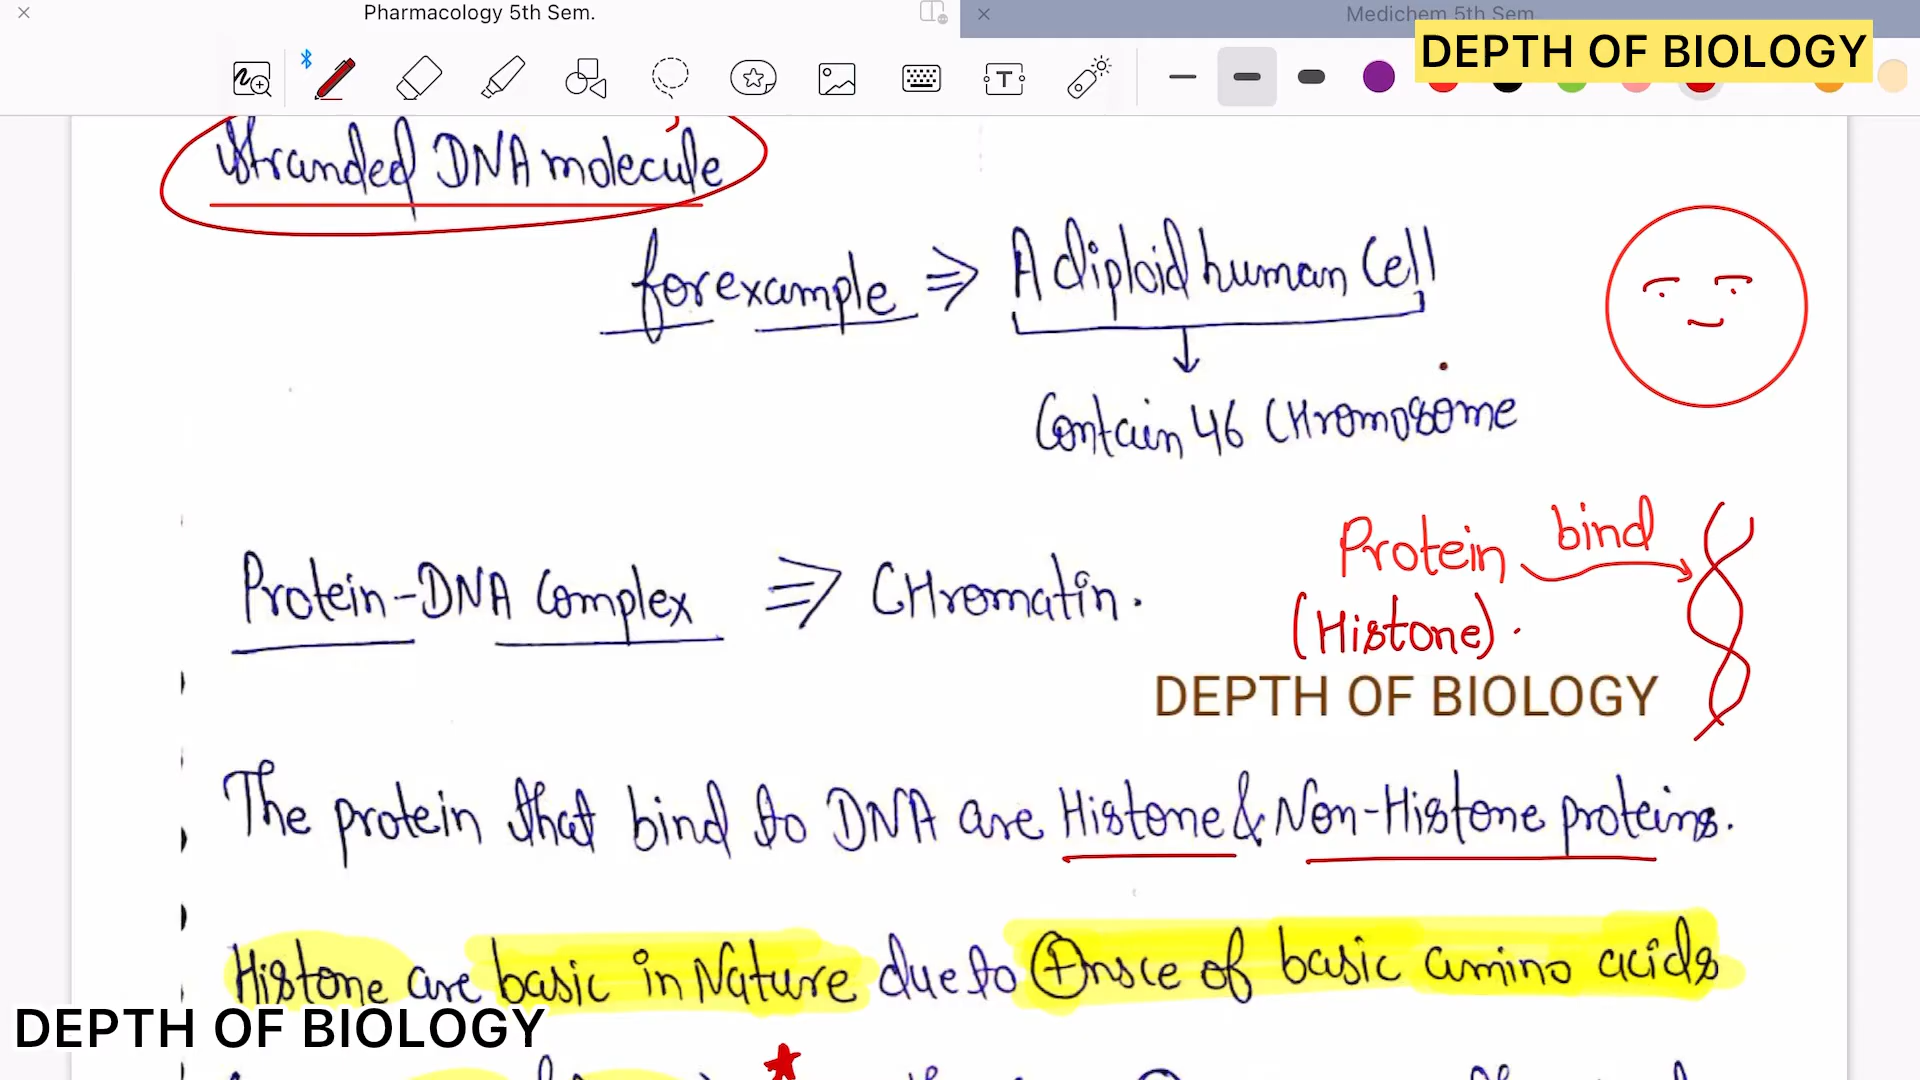 Pharmacology 5th Sem.
Medichem 5th Sem
DEPTH OF BIOLOGY
Stranded DNA molecule
for example ⇒ A diploid human Cell
Contain 46 CHromosome
Protein bind
Protein-DNA Complex ⇒ CHromatin.
(Histone).
DEPTH OF BIOLOGY
The protein that bind to DNA are Histone & Non-Histone proteins.
Histone are basic in Nature due to ⊕nsce of basic amino acids
DEPTH OF BIOLOGY